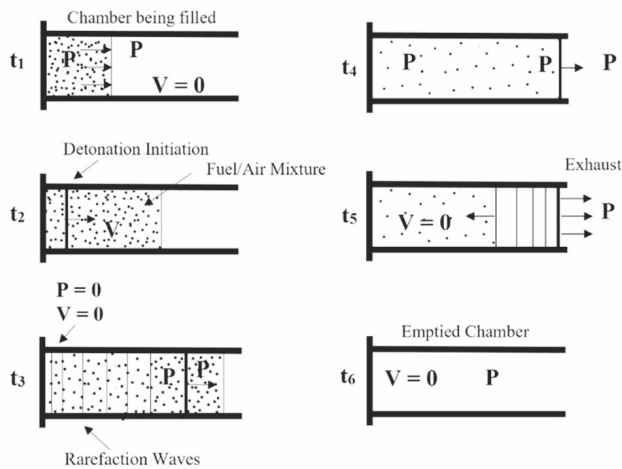 Chamber being filled
t1
P
P
V = 0
Detonation Initiation
Fuel/Air Mixture
t2
V
P = 0
V = 0
t3
P
P
Rarefaction Waves
t4
P
P
P
Exhaust
t5
V = 0
P
Emptied Chamber
t6
V = 0
P